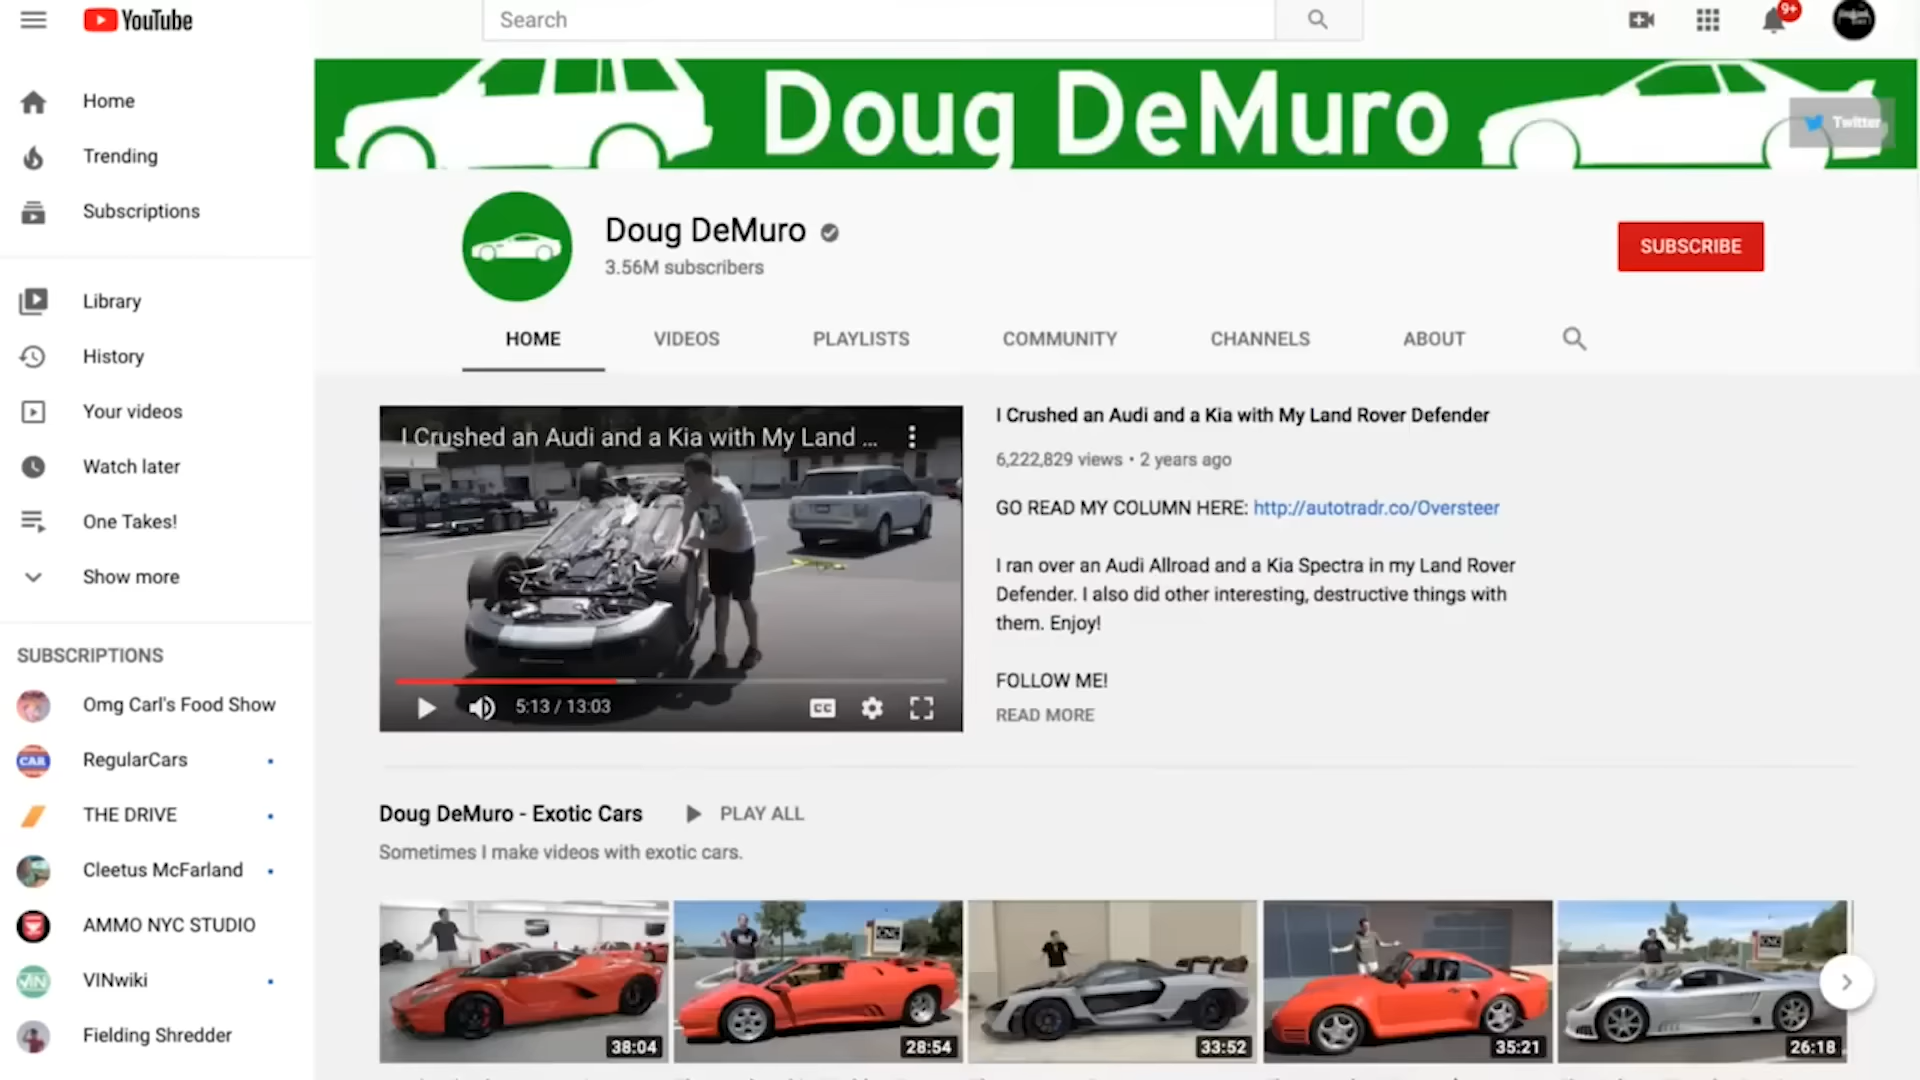 YouTube
Search
9+
Home
Trending
Subscriptions
Library
History
Your videos
Watch later
One Takes!
Show more
SUBSCRIPTIONS
Omg Carl's Food Show
RegularCars
CAR
THE DRIVE
Cleetus McFarland
AMMO NYC STUDIO
VINwiki
VIN
Fielding Shredder
Doug DeMuro
Twitter
Doug DeMuro
3.56M subscribers
SUBSCRIBE
HOME
VIDEOS
PLAYLISTS
COMMUNITY
CHANNELS
ABOUT
I Crushed an Audi and a Kia with My Land ...
5:13 / 13:03
CC
I Crushed an Audi and a Kia with My Land Rover Defender
6,222,829 views • 2 years ago
GO READ MY COLUMN HERE: http://autotradr.co/Oversteer
I ran over an Audi Allroad and a Kia Spectra in my Land Rover
Defender. I also did other interesting, destructive things with
them. Enjoy!
FOLLOW ME!
READ MORE
Doug DeMuro - Exotic Cars
PLAY ALL
Sometimes I make videos with exotic cars.
38:04
28:54
33:52
35:21
26:18